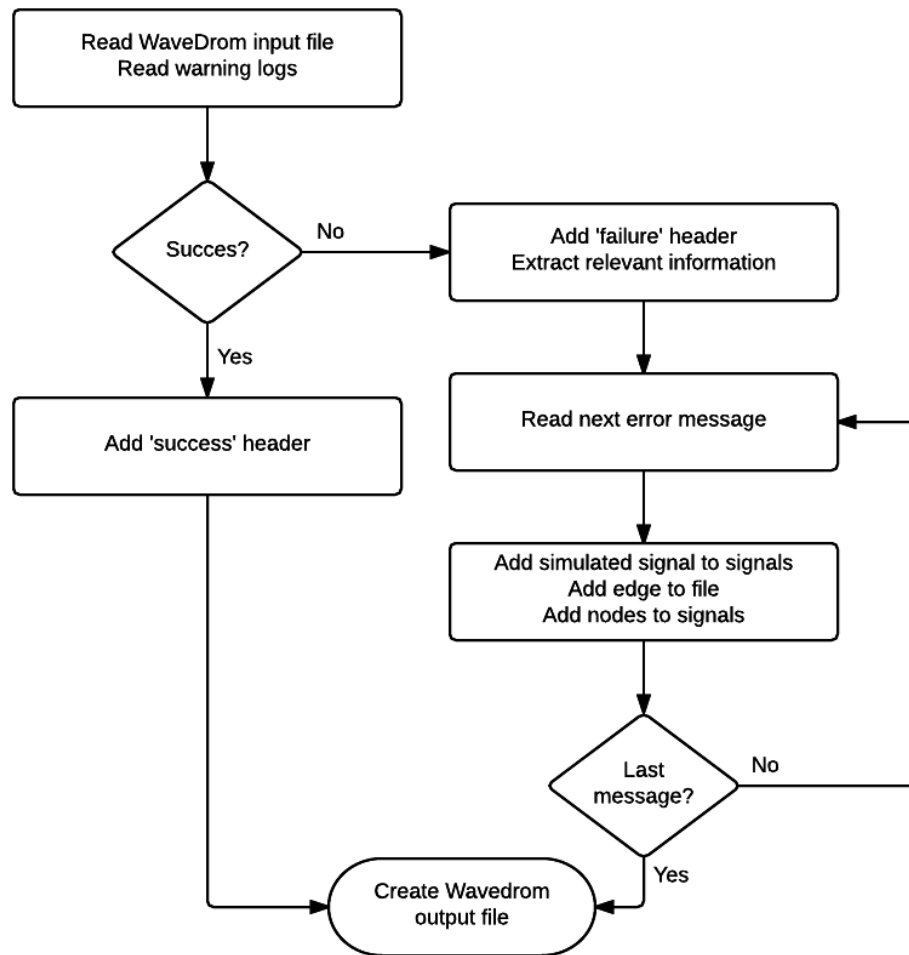 Read WaveDrom input file
Read warning logs
Succes?
No
Add 'failure' header
Extract relevant information
Yes
Add 'success' header
Read next error message
Add simulated signal to signals
Add edge to file
Add nodes to signals
Last
message?
No
Yes
Create Wavedrom
output file